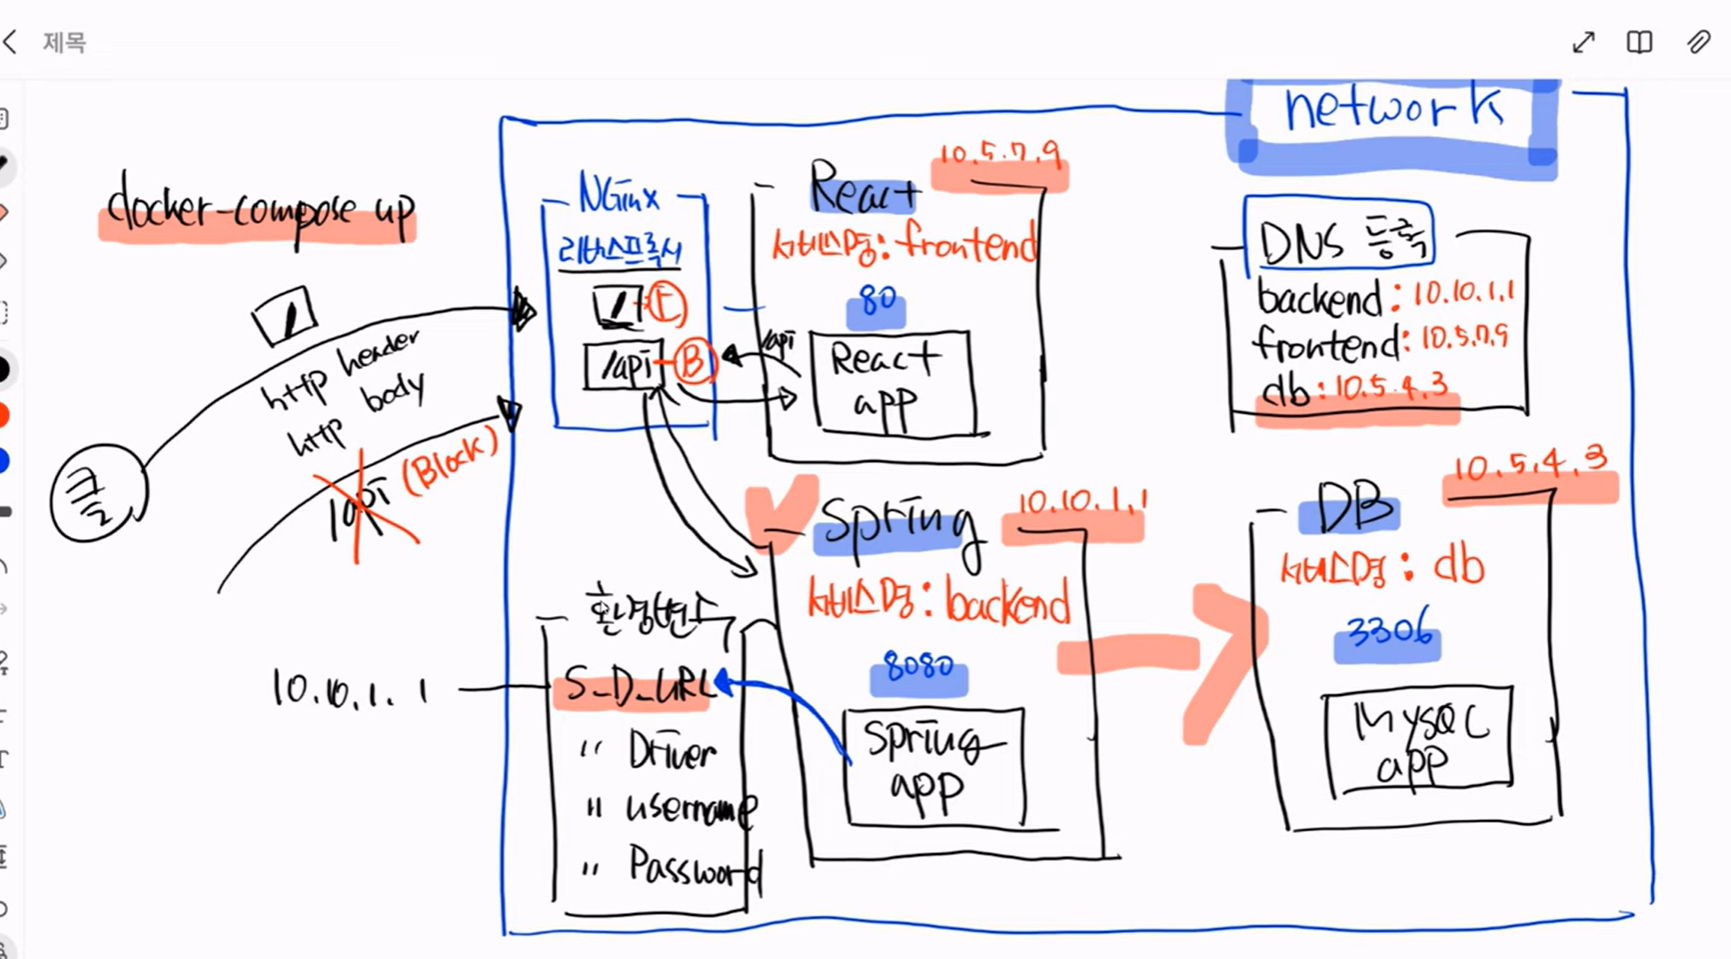 제목
network
docker-compose up
/
http header
http body
(Block)
클
NGinx
리버스프록시
/ F
/api B
/api
React
10.5.7.9
서비스명: frontend
80
React
app
DNS 등록
backend: 10.10.1.1
frontend: 10.5.7.9
db: 10.5.4.3
Spring
10.10.1.1
서비스명: backend
8080
Spring
app
DB
10.5.4.3
서비스명: db
3306
MySQL
app
환경변수
10.10.1.1
S_D_URL
" Driver
" username
" Password